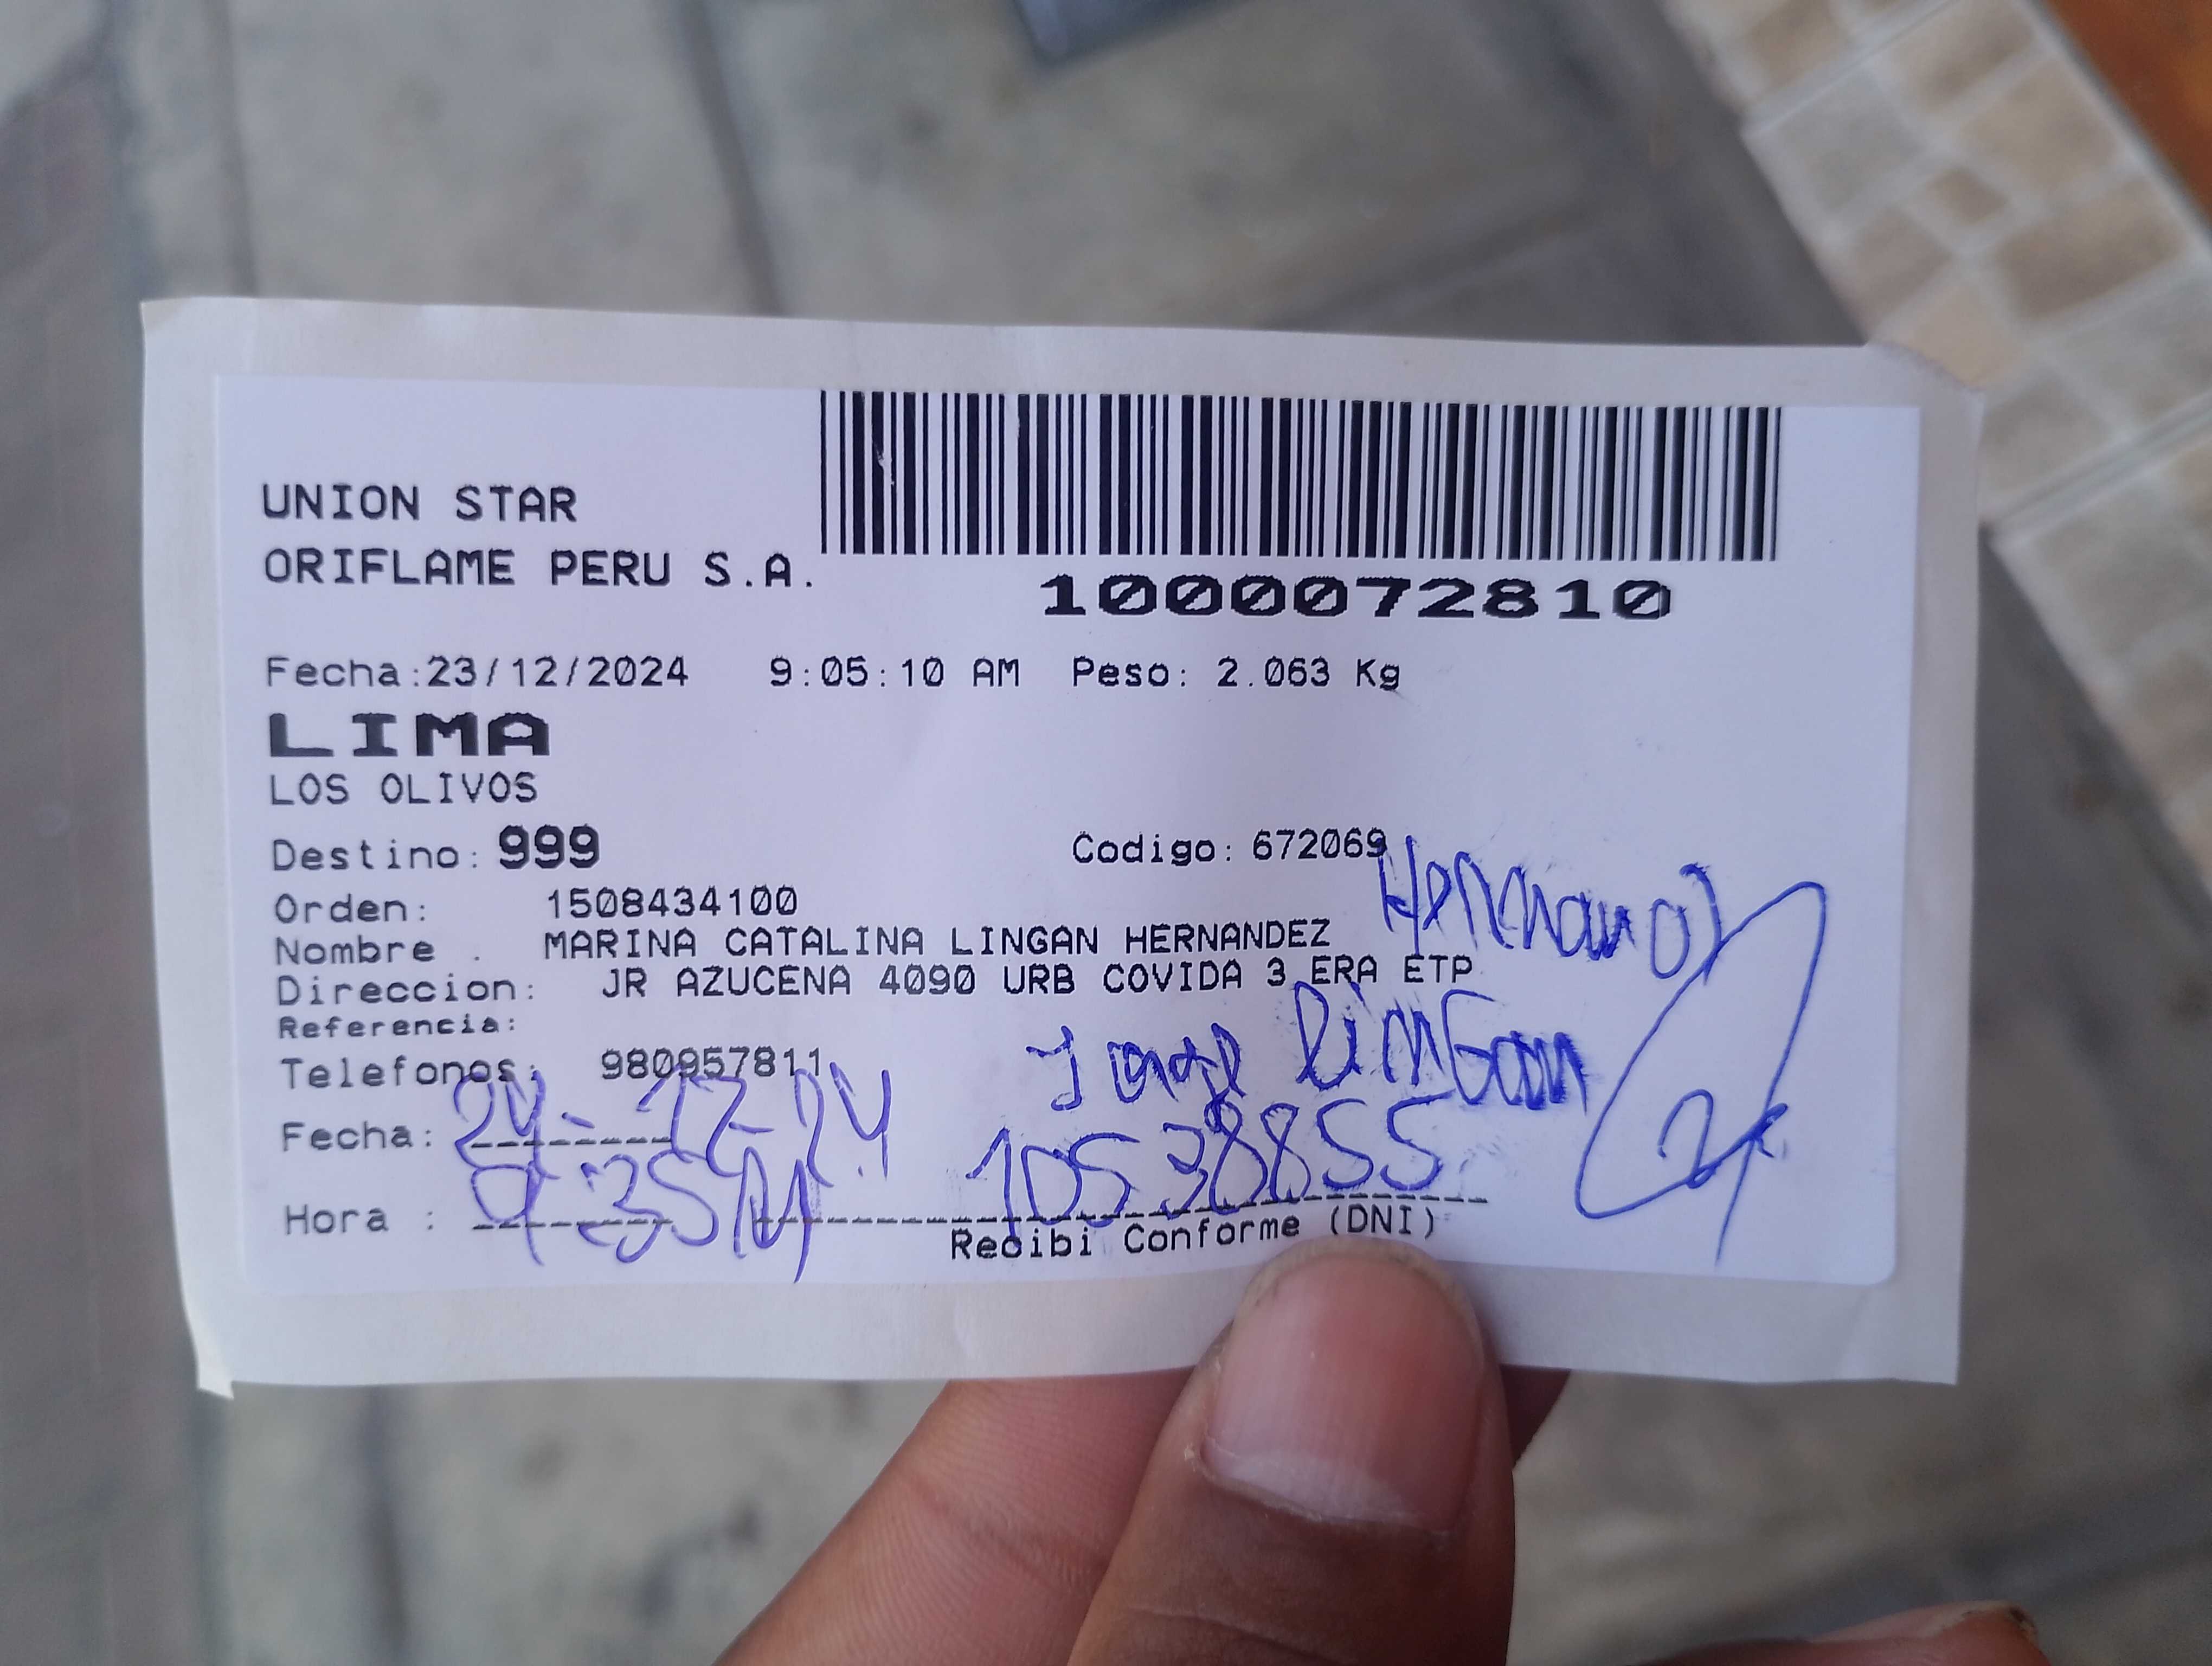 UNION STAR
ORIFLAME PERU S.A.
1000072810
Fecha:23/12/2024 9:05:10 AM Peso: 2.063 Kg
LIMA
LOS OLIVOS
Destino: 999 Codigo: 672069
Orden: 1508434100
Nombre . MARINA CATALINA LINGAN HERNANDEZ
Direccion: JR AZUCENA 4090 URB COVIDA 3 ERA ETP
Referencia:
Telefonos: 980957811
LinGan
Fecha: 24-12-24
10538855
Hora :
Recibi Conforme (DNI)